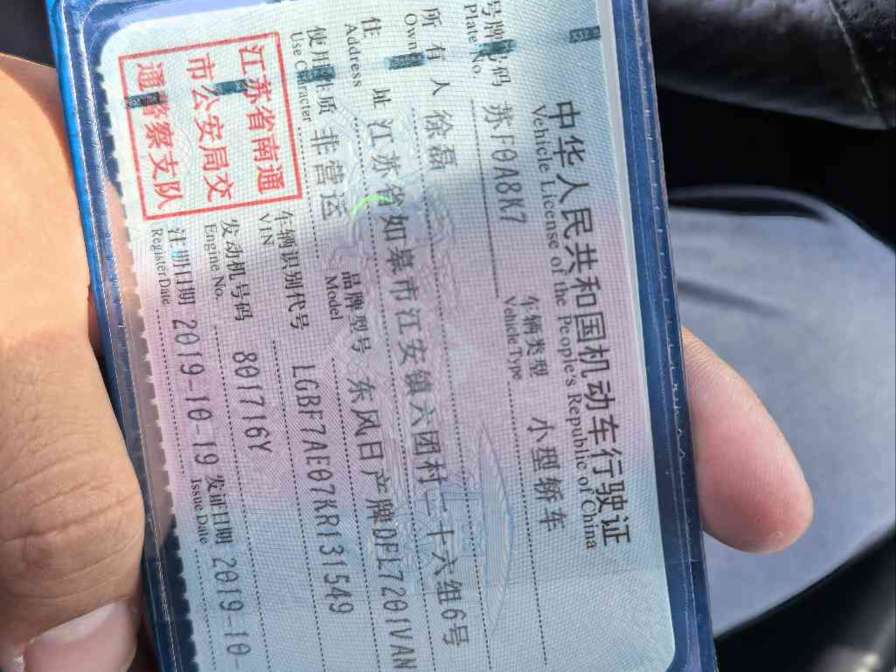 中华人民共和国机动车行驶证
Vehicle License of the People's Republic of China
号牌号码 苏F0A8K7 车辆类型 小型轿车
Plate No. Vehicle Type
所有人 徐磊
Owner
住址 江苏省如皋市江安镇六团村二十六组6号
Address
使用性质 非营运 品牌型号 东风日产牌DFL7201VAN
Use Character Model
车辆识别代号 LGBF7AE07KR131549
VIN
发动机号码 801716Y
Engine No.
注册日期 2019-10-19 发证日期 2019-10-
Register Date Issue Date
江苏省南通
市公安局交
通警察支队